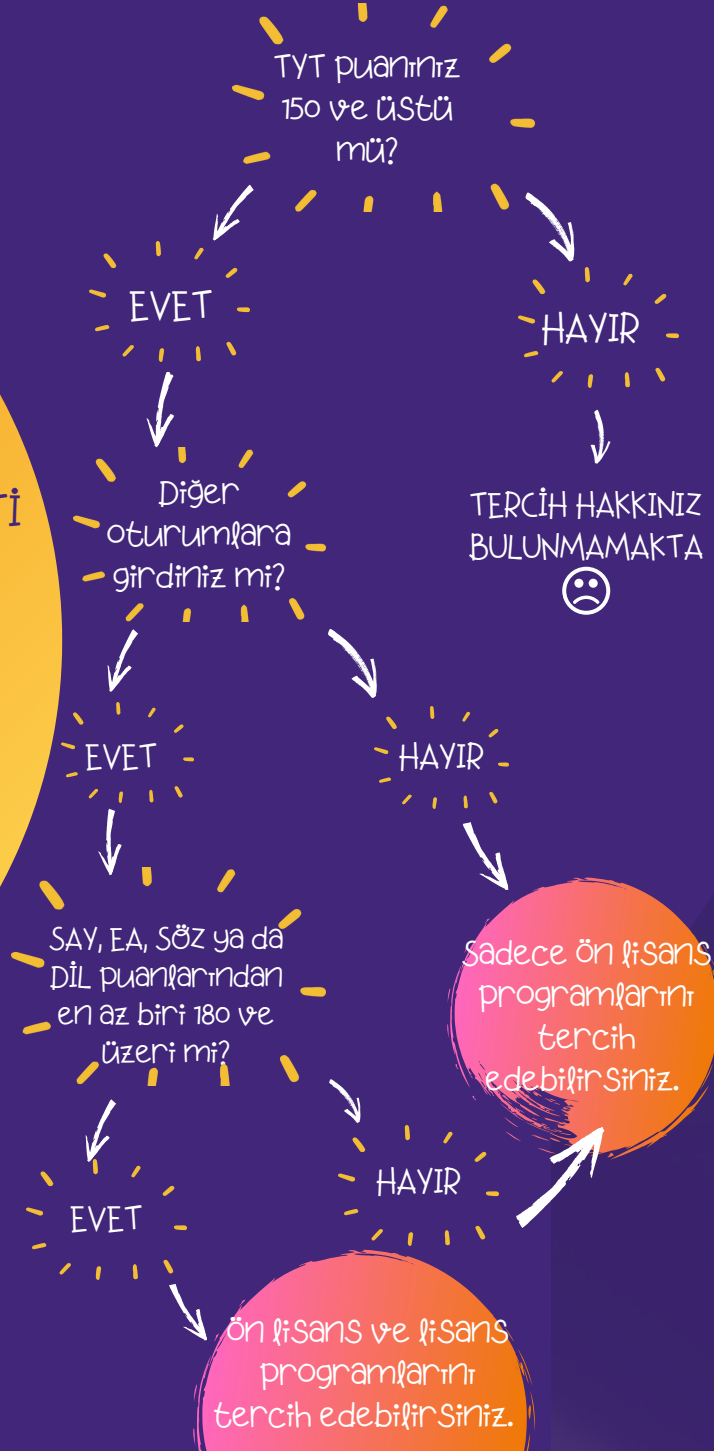 TYT puanınız
150 ve üstü
mü?
EVET
HAYIR
Diğer
oturumlara
girdiniz mi?
TERCİH HAKKINIZ
BULUNMAMAKTA
EVET
HAYIR
SAY, EA, SÖZ ya da
DİL puanlarından
en az biri 180 ve
üzeri mi?
Sadece ön lisans
programlarını
tercih
edebilirsiniz.
EVET
HAYIR
ön lisans ve lisans
programlarını
tercih edebilirsiniz.